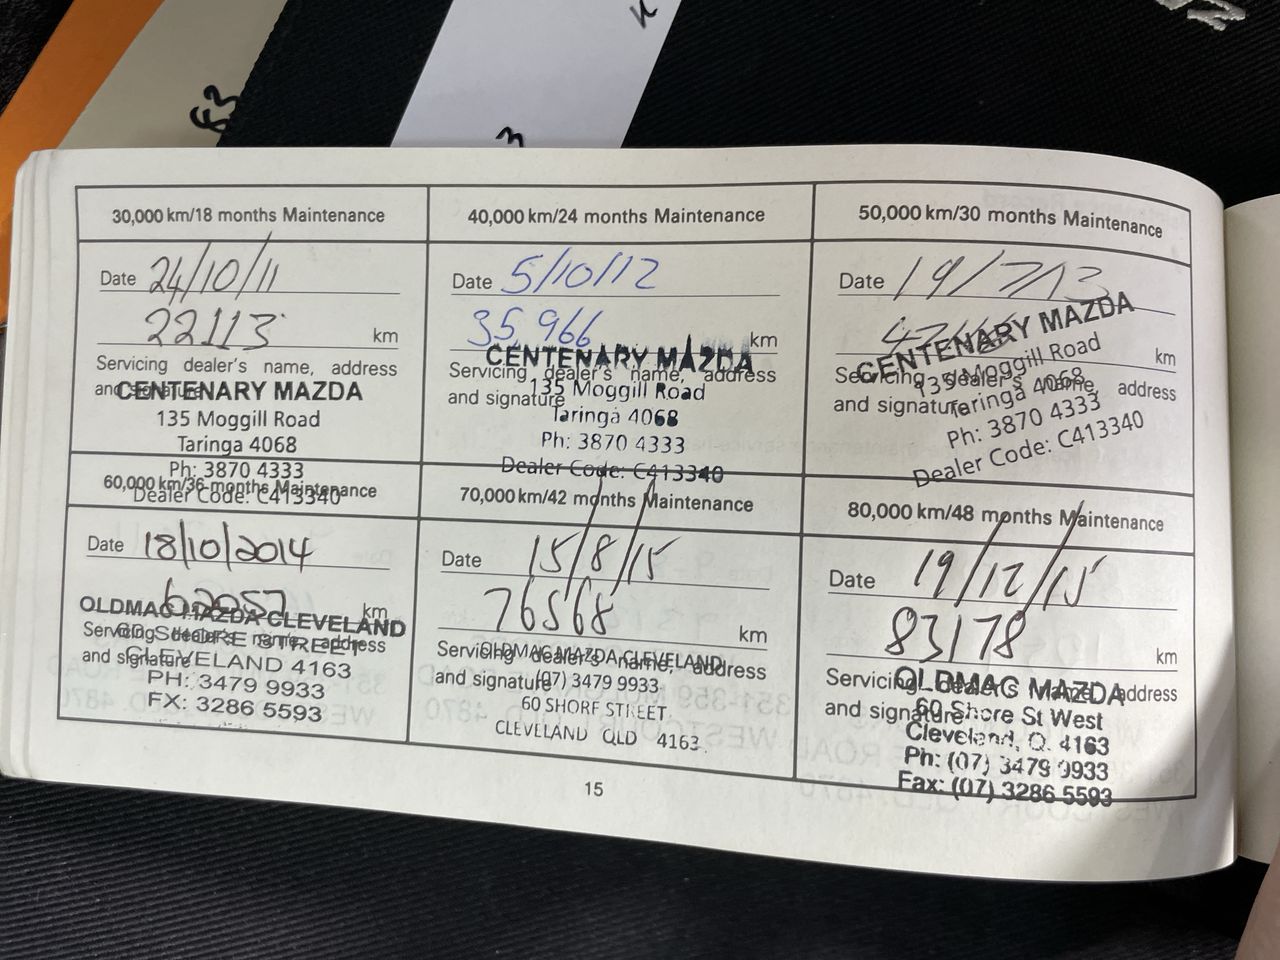 83
30,000 km/18 months Maintenance
Date 24/10/11
22113 km
Servicing dealer's name, address
and signature
CENTENARY MAZDA
135 Moggill Road
Taringa 4068
Ph: 3870 4333
Dealer Code: C413340
40,000 km/24 months Maintenance
Date 5/10/12
35,966 km
Servicing dealer's name, address
and signature
CENTENARY MAZDA
135 Moggill Road
Taringa 4068
Ph: 3870 4333
Dealer Code: C413340
50,000 km/30 months Maintenance
Date 19/7/13
km
Servicing dealer's name, address
and signature
CENTENARY MAZDA
135 Moggill Road
Taringa 4068
Ph: 3870 4333
Dealer Code: C413340
60,000 km/36 months Maintenance
Date 18/10/2014
62057 km
Servicing dealer's name, address
and signature
OLDMAC MAZDA CLEVELAND
60 SHORE STREET
CLEVELAND 4163
PH: 3479 9933
FX: 3286 5593
70,000 km/42 months Maintenance
Date 15/8/15
76568 km
Servicing dealer's name, address
and signature
OLDMAC MAZDA CLEVELAND
(07) 3479 9933
60 SHORE STREET
CLEVELAND QLD 4163
80,000 km/48 months Maintenance
Date 19/12/15
83178 km
Servicing dealer's name, address
and signature
OLDMAC MAZDA
60 Shore St West
Cleveland, Q. 4163
Ph: (07) 3479 9933
Fax: (07) 3286 5593
15